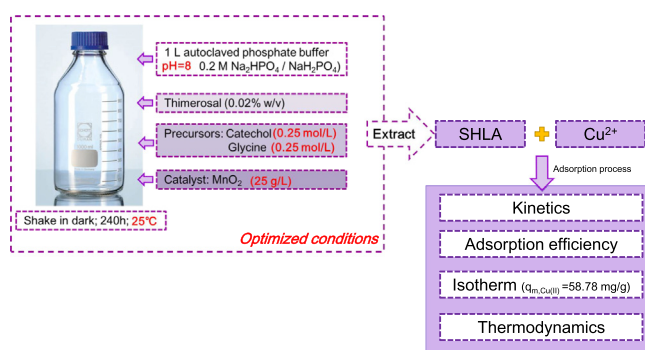 1 L autoclaved phosphate buffer
pH=8 0.2 M Na₂HPO₄ / NaH₂PO₄)
Thimerosal (0.02% w/v)
Precursors: Catechol (0.25 mol/L)
Glycine (0.25 mol/L)
Catalyst: MnO₂ (25 g/L)
Shake in dark; 240h; 25℃
Optimized conditions
Extract
SHLA
Cu²⁺
Adsorption process
Kinetics
Adsorption efficiency
Isotherm (qm,Cu(II) =58.78 mg/g)
Thermodynamics